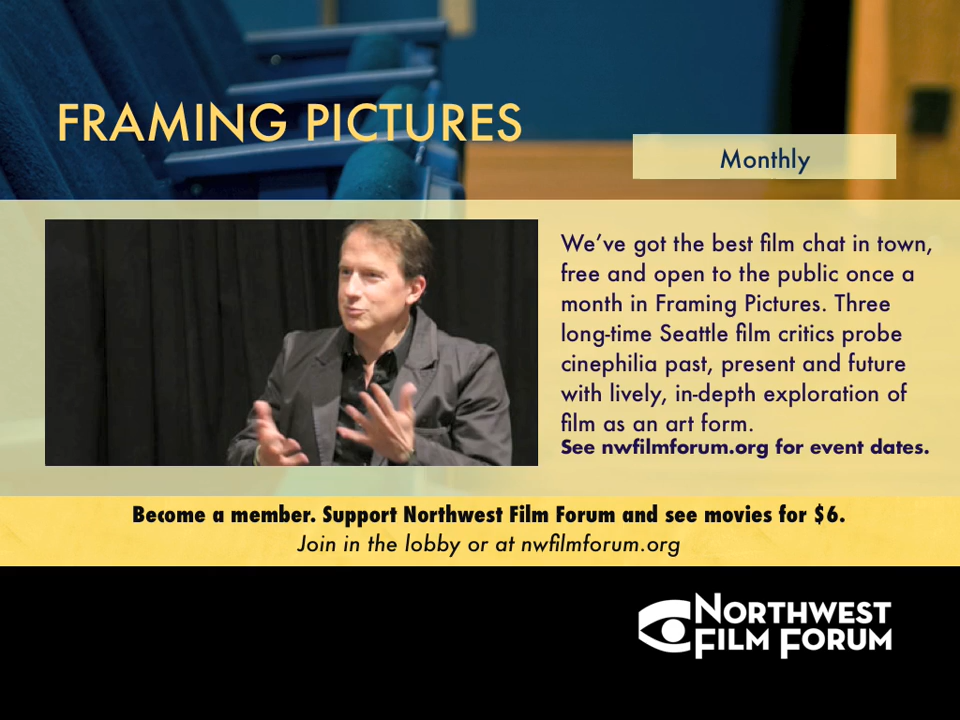 FRAMING PICTURES
Monthly
We've got the best film chat in town,
free and open to the public once a
month in Framing Pictures. Three
long-time Seattle film critics probe
cinephilia past, present and future
with lively, in-depth exploration of
film as an art form.
See nwfilmforum.org for event dates.
Become a member. Support Northwest Film Forum and see movies for $6.
Join in the lobby or at nwfilmforum.org
NORTHWEST
FILM FORUM